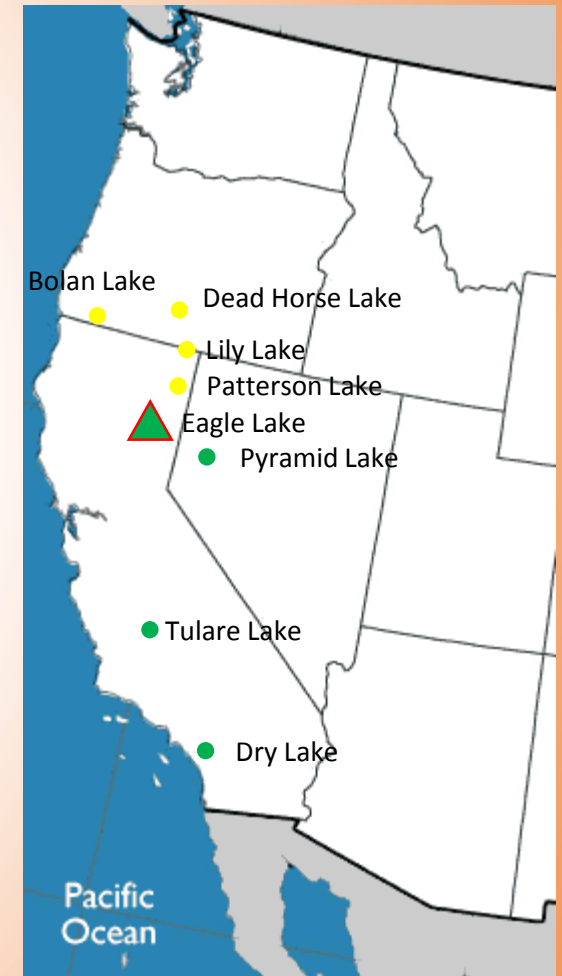 Bolan Lake
Dead Horse Lake
Lily Lake
Patterson Lake
Eagle Lake
Pyramid Lake
Tulare Lake
Dry Lake
Pacific
Ocean